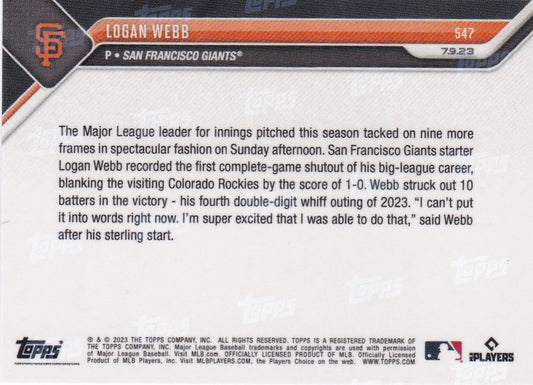 LOGAN WEBB
547
P • SAN FRANCISCO GIANTS®
7.9.23
The Major League leader for innings pitched this season tacked on nine more
frames in spectacular fashion on Sunday afternoon. San Francisco Giants starter
Logan Webb recorded the first complete-game shutout of his big-league career,
blanking the visiting Colorado Rockies by the score of 1-0. Webb struck out 10
batters in the victory - his fourth double-digit whiff outing of 2023. “I can't put
it into words right now. I'm super excited that I was able to do that,” said Webb
after his sterling start.
TOPPS
® & © 2023 THE TOPPS COMPANY, INC. ALL RIGHTS RESERVED. TOPPS IS A REGISTERED TRADEMARK OF
THE TOPPS COMPANY, INC. Major League Baseball trademarks and copyrights are used with permission
of Major League Baseball. Visit MLB.com. OFFICIALLY LICENSED PRODUCT OF MLB. Officially Licensed
Product of MLB Players, Inc. Visit MLBPLAYERS.COM, the Players Choice on the web. WWW.TOPPS.COM
PLAYERS